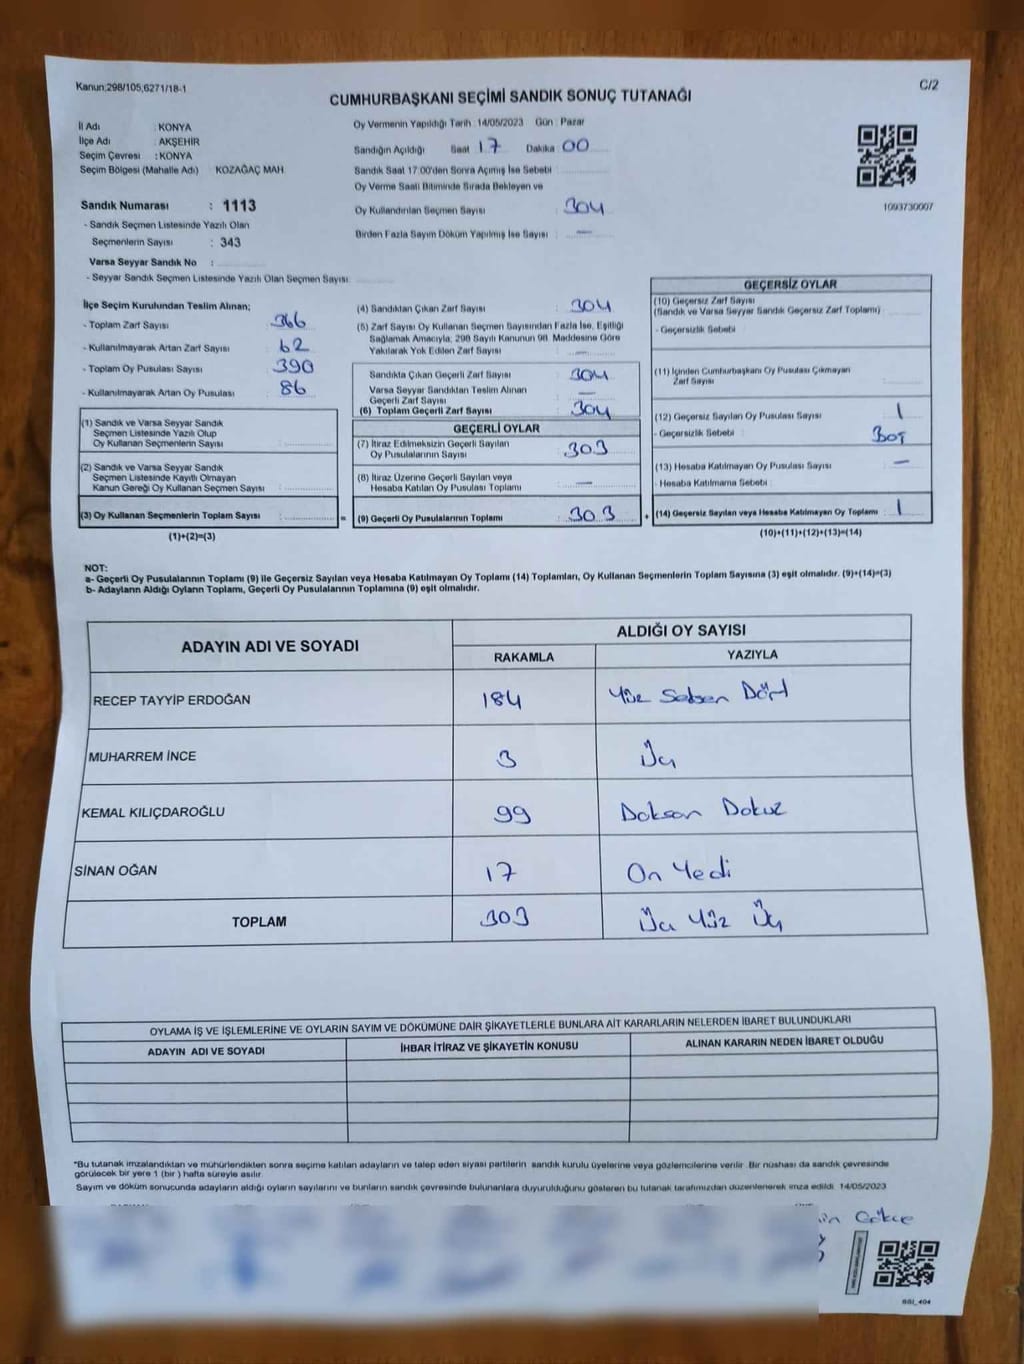 Kanun:298/105,6271/18-1
C/2
CUMHURBAŞKANI SEÇİMİ SANDIK SONUÇ TUTANAĞI
İl Adı : KONYA
İlçe Adı : AKŞEHİR
Seçim Çevresi : KONYA
Seçim Bölgesi (Mahalle Adı) KOZAĞAÇ MAH.
Sandık Numarası : 1113
- Sandık Seçmen Listesinde Yazılı Olan
Seçmenlerin Sayısı : 343
Varsa Seyyar Sandık No :
- Seyyar Sandık Seçmen Listesinde Yazılı Olan Seçmen Sayısı:
Oy Vermenin Yapıldığı Tarih : 14/05/2023 Gün : Pazar
Sandığın Açıldığı Saat 17 Dakika 00
Sandık Saat 17:00'den Sonra Açımış İse Sebebi :
Oy Verme Saati Bitiminde Sırada Bekleyen ve
Oy Kullandırılan Seçmen Sayısı : 304
Birden Fazla Sayım Döküm Yapılmış İse Sayısı : —
1093730007
İlçe Seçim Kurulundan Teslim Alınan;
- Toplam Zarf Sayısı 366
- Kullanılmayarak Artan Zarf Sayısı 62
- Toplam Oy Pusulası Sayısı 390
- Kullanılmayarak Artan Oy Pusulası : 86
(1) Sandık ve Varsa Seyyar Sandık
Seçmen Listesinde Yazılı Olup
Oy Kullanan Seçmenlerin Sayısı :
(2) Sandık ve Varsa Seyyar Sandık
Seçmen Listesinde Kayıtlı Olmayan
Kanun Gereği Oy Kullanan Seçmen Sayısı :
(3) Oy Kullanan Seçmenlerin Toplam Sayısı :
(1)+(2)=(3)
(4) Sandıktan Çıkan Zarf Sayısı : 304
(5) Zarf Sayısı Oy Kullanan Seçmen Sayısından Fazla İse, Eşitliği
Sağlamak Amacıyla; 298 Sayılı Kanunun 98. Maddesine Göre
Yakılarak Yok Edilen Zarf Sayısı : —
Sandıkta Çıkan Geçerli Zarf Sayısı : 304
Varsa Seyyar Sandıktan Teslim Alınan
Geçerli Zarf Sayısı : —
(6) Toplam Geçerli Zarf Sayısı : 304
GEÇERLİ OYLAR
(7) İtiraz Edilmeksizin Geçerli Sayılan
Oy Pusulalarının Sayısı : 303
(8) İtiraz Üzerine Geçerli Sayılan veya
Hesaba Katılan Oy Pusulası Toplamı : —
= (9) Geçerli Oy Pusulalarının Toplamı : 303 +
GEÇERSİZ OYLAR
(10) Geçersiz Zarf Sayısı
(Sandık ve Varsa Seyyar Sandık Geçersiz Zarf Toplamı) :
- Geçersizlik Sebebi :
(11) İçinden Cumhurbaşkanı Oy Pusulası Çıkmayan
Zarf Sayısı :
(12) Geçersiz Sayılan Oy Pusulası Sayısı : 1
- Geçersizlik Sebebi : Boş
(13) Hesaba Katılmayan Oy Pusulası Sayısı : —
- Hesaba Katılmama Sebebi :
(14) Geçersiz Sayılan veya Hesaba Katılmayan Oy Toplamı : 1
(10)+(11)+(12)+(13)=(14)
NOT:
a- Geçerli Oy Pusulalarının Toplamı (9) ile Geçersiz Sayılan veya Hesaba Katılmayan Oy Toplamı (14) Toplamları, Oy Kullanan Seçmenlerin Toplam Sayısına (3) eşit olmalıdır. (9)+(14)=(3)
b- Adayların Aldığı Oyların Toplamı, Geçerli Oy Pusulalarının Toplamına (9) eşit olmalıdır.
ADAYIN ADI VE SOYADI ALDIĞI OY SAYISI
RAKAMLA YAZIYLA
RECEP TAYYİP ERDOĞAN 184 Yüz Seksen Dört
MUHARREM İNCE 3 Üç
KEMAL KILIÇDAROĞLU 99 Doksan Dokuz
SİNAN OĞAN 17 On Yedi
TOPLAM 303 Üç Yüz Üç
OYLAMA İŞ VE İŞLEMLERİNE VE OYLARIN SAYIM VE DÖKÜMÜNE DAİR ŞİKAYETLERLE BUNLARA AİT KARARLARIN NELERDEN İBARET BULUNDUKLARI
ADAYIN ADI VE SOYADI İHBAR İTİRAZ VE ŞİKAYETİN KONUSU ALINAN KARARIN NEDEN İBARET OLDUĞU
*Bu tutanak imzalandıktan ve mühürlendikten sonra seçime katılan adayların ve talep eden siyasi partilerin sandık kurulu üyelerine veya gözlemcilerine verilir. Bir nüshası da sandık çevresinde
görülecek bir yere 1 (bir) hafta süreyle asılır.
Sayım ve döküm sonucunda adayların aldığı oyların sayılarını ve bunların sandık çevresinde bulunanlara duyurulduğunu gösteren bu tutanak tarafımızdan düzenlenerek imza edildi. 14/05/2023
Gökce